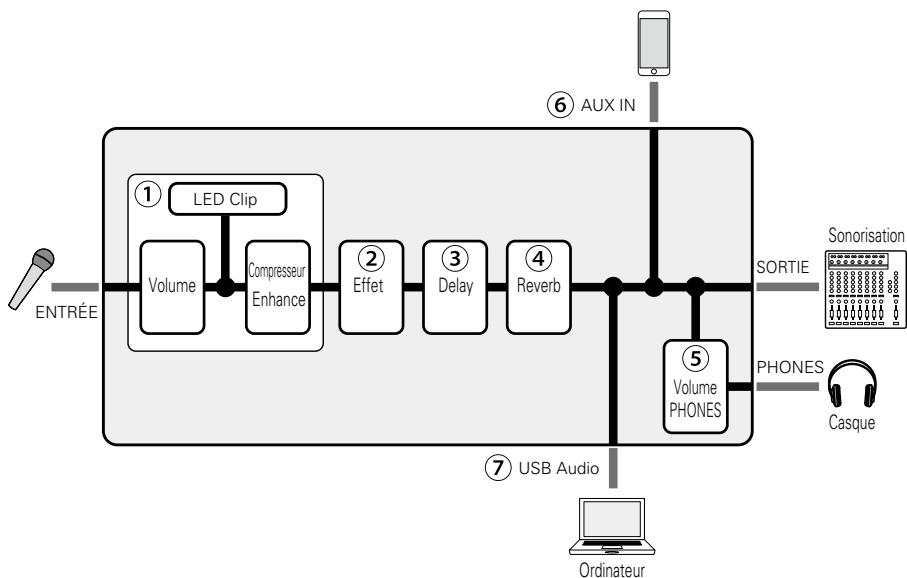 ⑥ AUX IN
① LED Clip
ENTRÉE
Volume
Compresseur
Enhance
②
Effet
③
Delay
④
Reverb
Sonorisation
SORTIE
⑤
Volume
PHONES
PHONES
Casque
⑦ USB Audio
Ordinateur